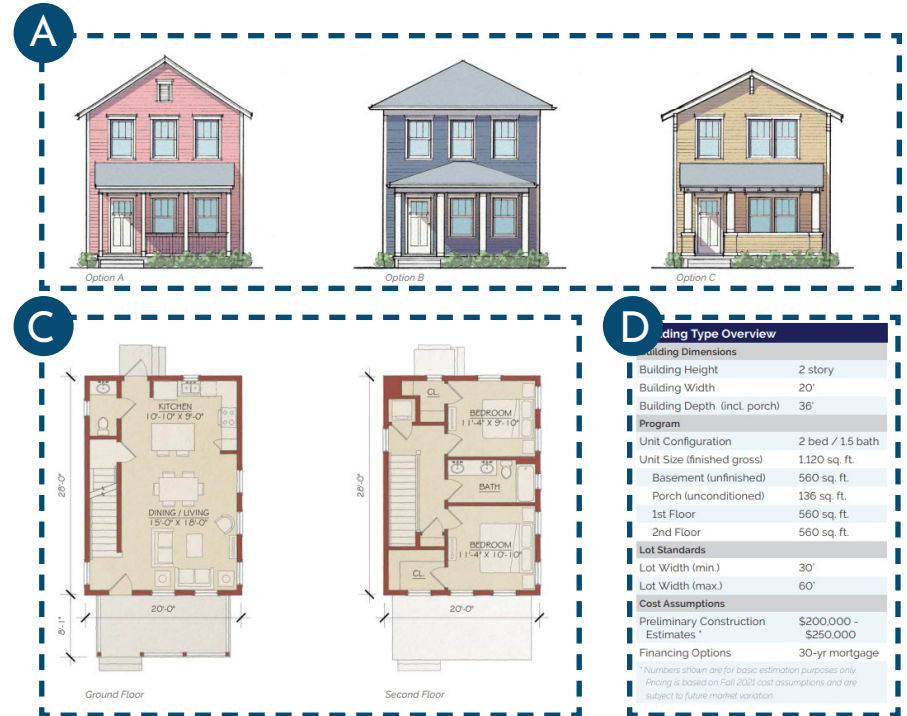 A
Option A
Option B
Option C
C
KITCHEN
10'-10" X 9'-0"
DINING / LIVING
15'-0" X 18'-0"
28'-0"
20'-0"
8'-1"
Ground Floor
CL.
BEDROOM
11'-4" X 9'-10"
BATH
BEDROOM
11'-4" X 10'-10"
CL.
28'-0"
20'-0"
Second Floor
D
lding Type Overview
uilding Dimensions
Building Height 2 story
Building Width 20'
Building Depth (incl. porch) 36'
Program
Unit Configuration 2 bed / 1.5 bath
Unit Size (finished gross) 1,120 sq. ft.
Basement (unfinished) 560 sq. ft.
Porch (unconditioned) 136 sq. ft.
1st Floor 560 sq. ft.
2nd Floor 560 sq. ft.
Lot Standards
Lot Width (min.) 30'
Lot Width (max.) 60'
Cost Assumptions
Preliminary Construction $200,000 -
Estimates * $250,000
Financing Options 30-yr mortgage
* Numbers shown are for basic estimation purposes only.
Pricing is based on Fall 2021 cost assumptions and are
subject to future market variation.